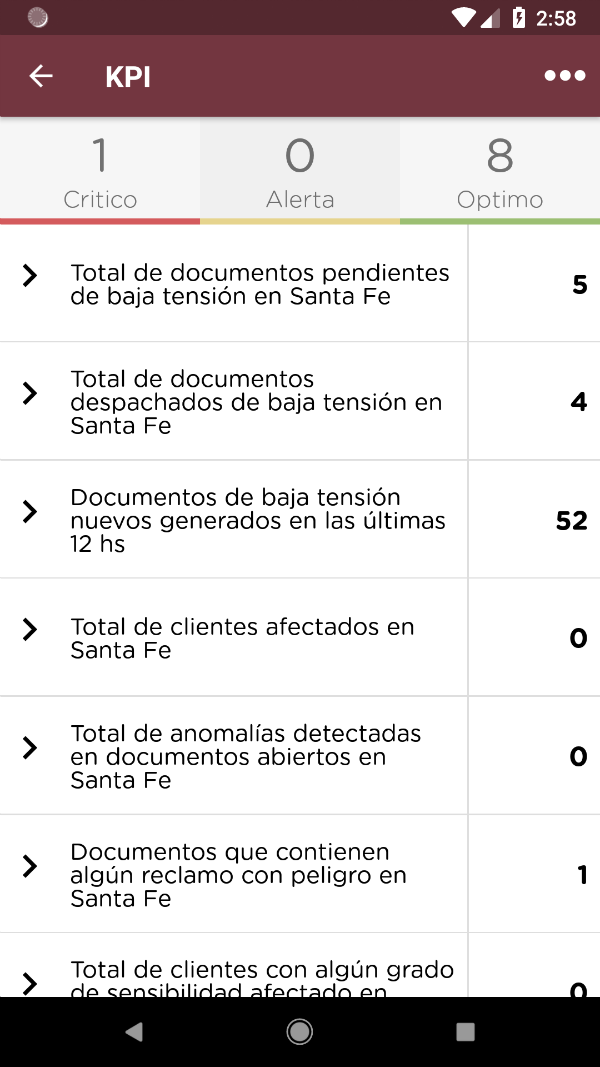 2:58
KPI
1
Critico
0
Alerta
8
Optimo
Total de documentos pendientes
de baja tensión en Santa Fe
5
Total de documentos
despachados de baja tensión en
Santa Fe
4
Documentos de baja tensión
nuevos generados en las últimas
12 hs
52
Total de clientes afectados en
Santa Fe
0
Total de anomalías detectadas
en documentos abiertos en
Santa Fe
0
Documentos que contienen
algún reclamo con peligro en
Santa Fe
1
Total de clientes con algún grado
de sensibilidad afectado en
0